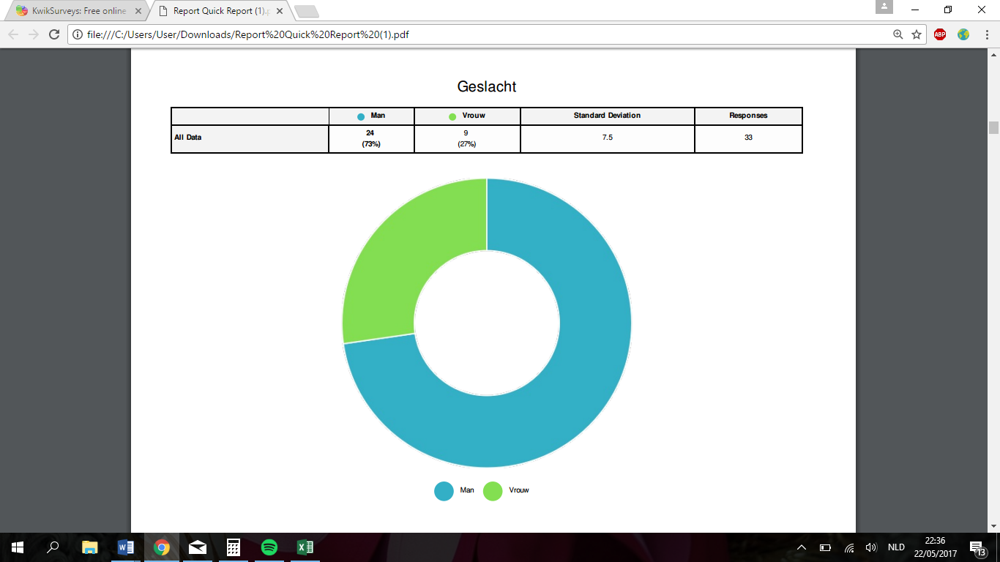 KwikSurveys: Free online
Report Quick Report (1).p
file:///C:/Users/User/Downloads/Report%20Quick%20Report%20(1).pdf
ABP
Geslacht
Man Vrouw Standard Deviation Responses
All Data 24 (73%) 9 (27%) 7.5 33
Man Vrouw
NLD
22:36
22/05/2017
13